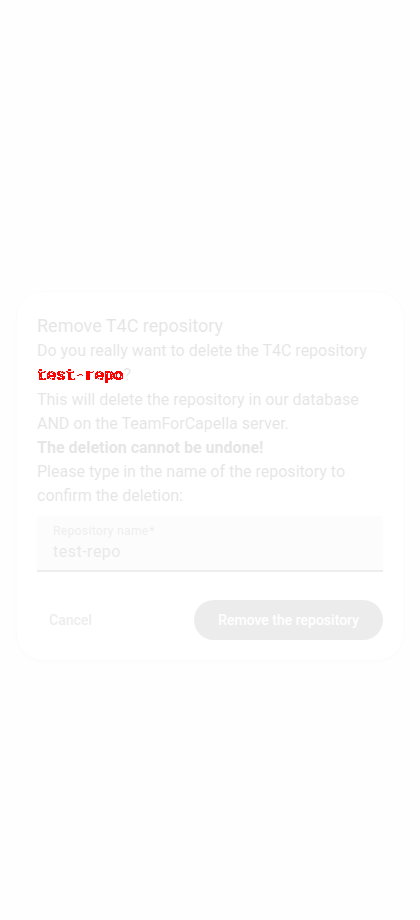 Remove T4C repository
Do you really want to delete the T4C repository
test-repo?
This will delete the repository in our database
AND on the TeamForCapella server.
The deletion cannot be undone!
Please type in the name of the repository to
confirm the deletion:
Repository name*
test-repo
Cancel Remove the repository